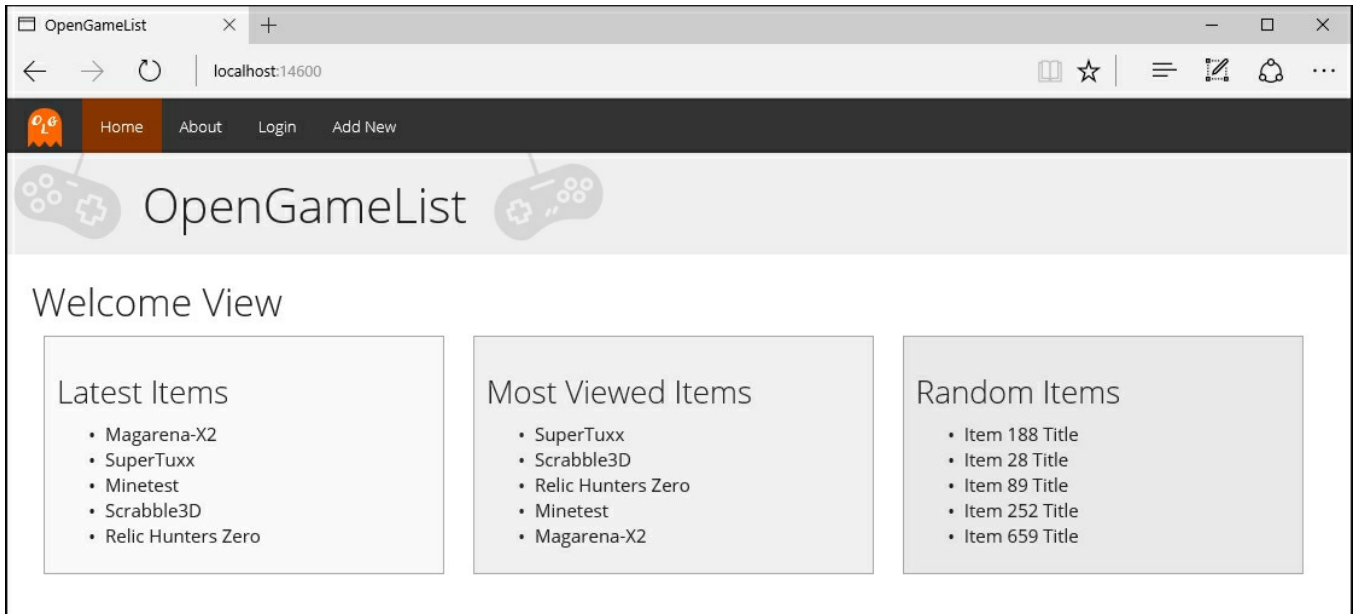 OpenGameList
localhost:14600
OLG
Home About Login Add New
OpenGameList
Welcome View
Latest Items
• Magarena-X2
• SuperTuxx
• Minetest
• Scrabble3D
• Relic Hunters Zero
Most Viewed Items
• SuperTuxx
• Scrabble3D
• Relic Hunters Zero
• Minetest
• Magarena-X2
Random Items
• Item 188 Title
• Item 28 Title
• Item 89 Title
• Item 252 Title
• Item 659 Title